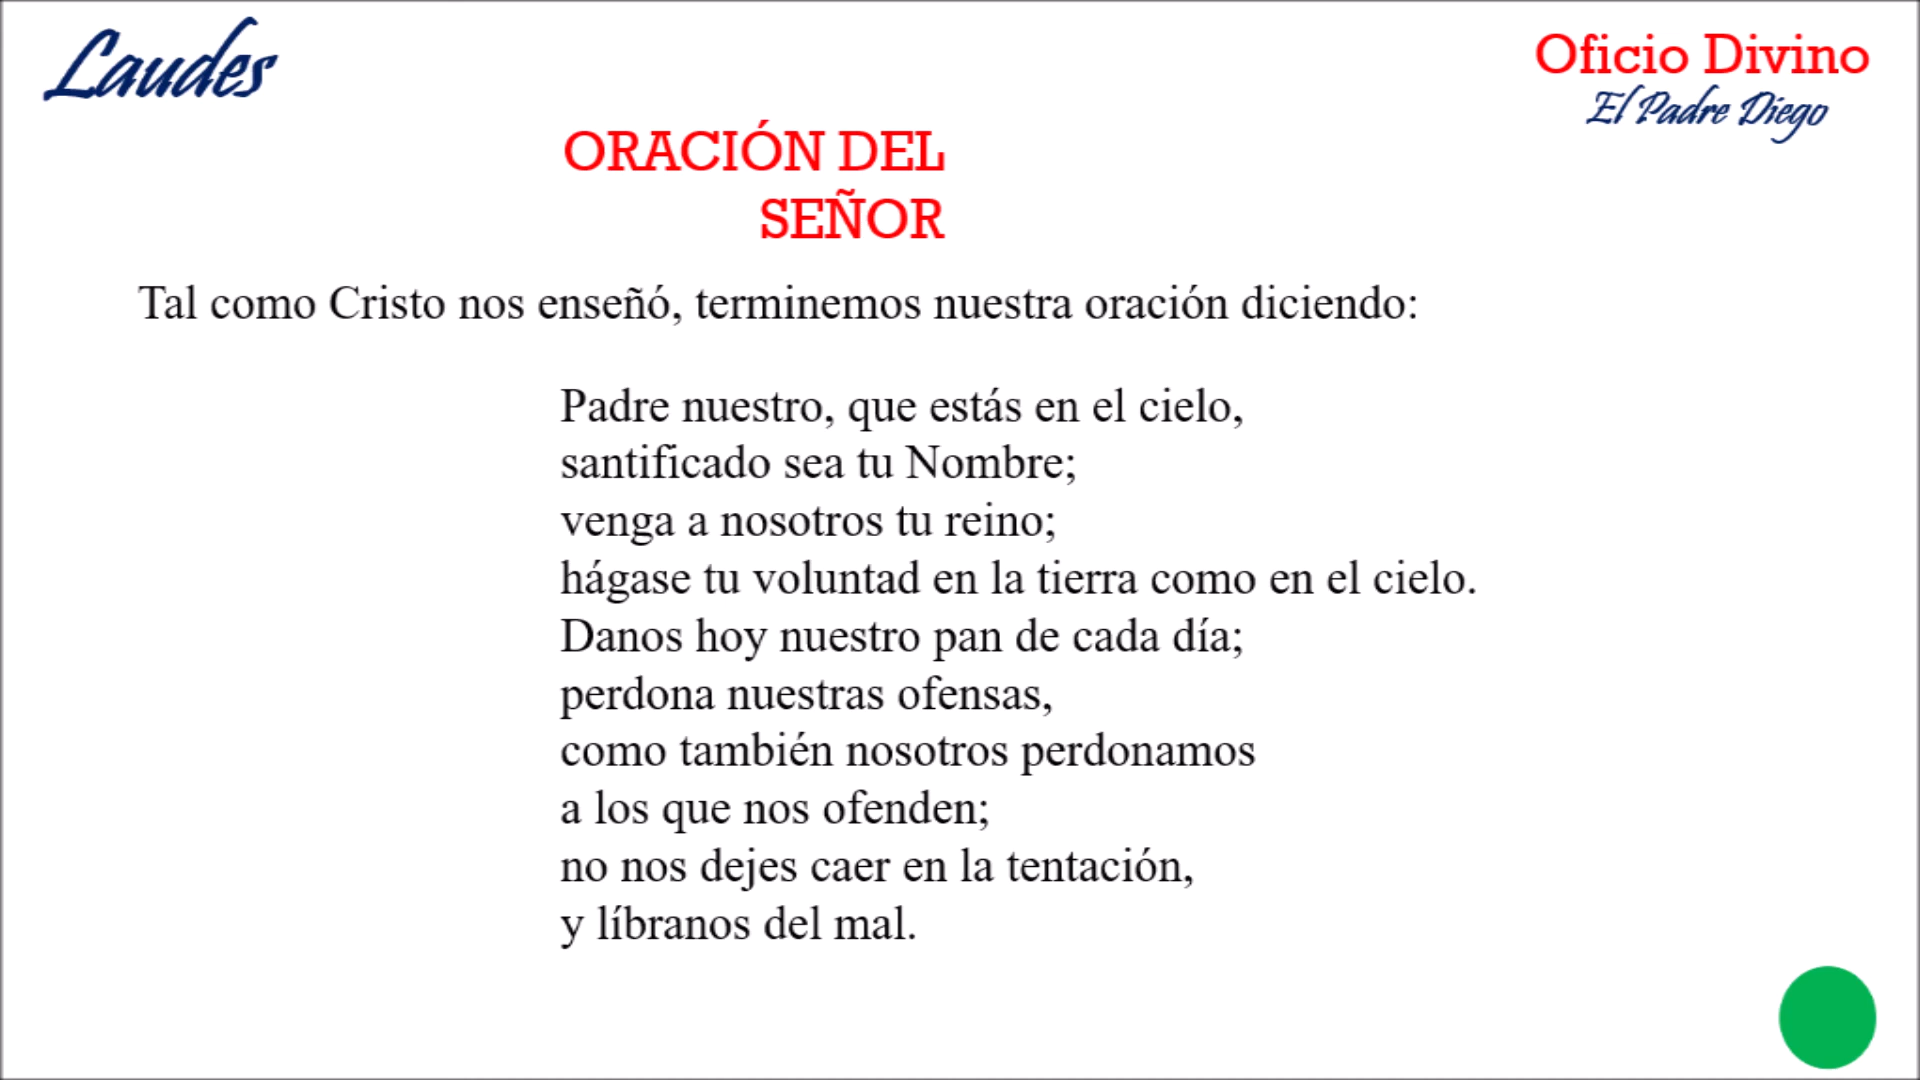 Laudes
Oficio Divino
El Padre Diego
ORACIÓN DEL
SEÑOR
Tal como Cristo nos enseñó, terminemos nuestra oración diciendo:
Padre nuestro, que estás en el cielo,
santificado sea tu Nombre;
venga a nosotros tu reino;
hágase tu voluntad en la tierra como en el cielo.
Danos hoy nuestro pan de cada día;
perdona nuestras ofensas,
como también nosotros perdonamos
a los que nos ofenden;
no nos dejes caer en la tentación,
y líbranos del mal.